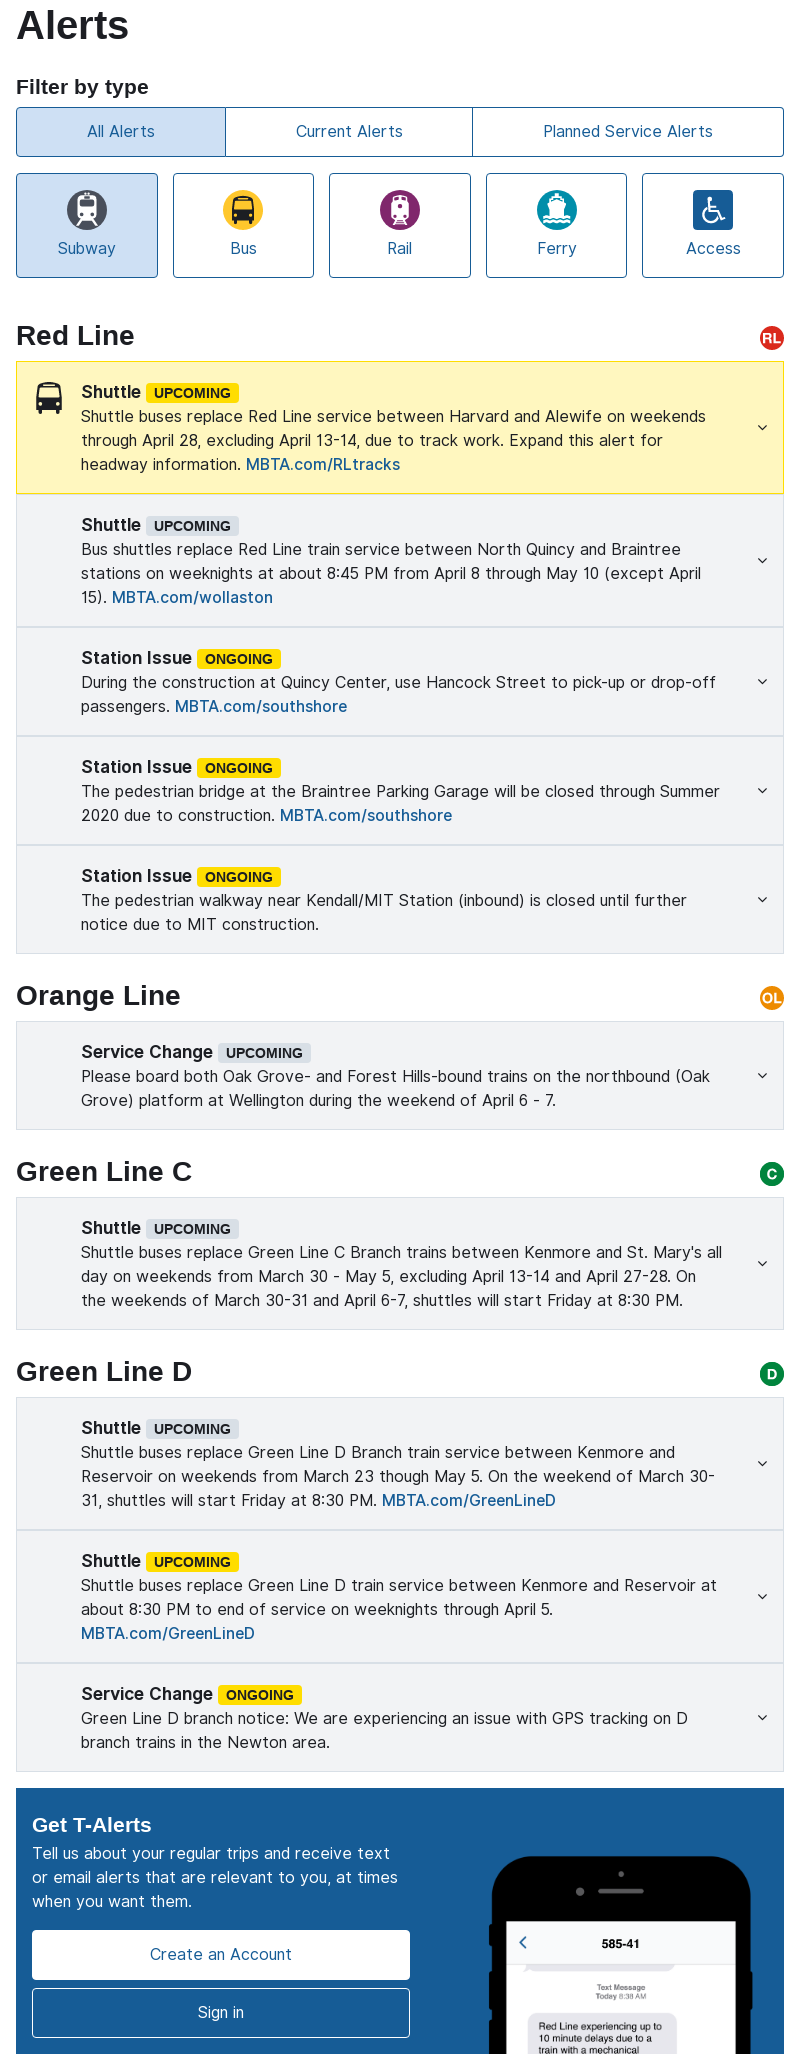 Alerts
Filter by type
All Alerts
Current Alerts
Planned Service Alerts
Subway
Bus
Rail
Ferry
Access
Red Line
RL
Shuttle UPCOMING
Shuttle buses replace Red Line service between Harvard and Alewife on weekends
through April 28, excluding April 13-14, due to track work. Expand this alert for
headway information. MBTA.com/RLtracks
Shuttle UPCOMING
Bus shuttles replace Red Line train service between North Quincy and Braintree
stations on weeknights at about 8:45 PM from April 8 through May 10 (except April
15). MBTA.com/wollaston
Station Issue ONGOING
During the construction at Quincy Center, use Hancock Street to pick-up or drop-off
passengers. MBTA.com/southshore
Station Issue ONGOING
The pedestrian bridge at the Braintree Parking Garage will be closed through Summer
2020 due to construction. MBTA.com/southshore
Station Issue ONGOING
The pedestrian walkway near Kendall/MIT Station (inbound) is closed until further
notice due to MIT construction.
Orange Line
OL
Service Change UPCOMING
Please board both Oak Grove- and Forest Hills-bound trains on the northbound (Oak
Grove) platform at Wellington during the weekend of April 6 - 7.
Green Line C
C
Shuttle UPCOMING
Shuttle buses replace Green Line C Branch trains between Kenmore and St. Mary's all
day on weekends from March 30 - May 5, excluding April 13-14 and April 27-28. On
the weekends of March 30-31 and April 6-7, shuttles will start Friday at 8:30 PM.
Green Line D
D
Shuttle UPCOMING
Shuttle buses replace Green Line D Branch train service between Kenmore and
Reservoir on weekends from March 23 though May 5. On the weekend of March 30-
31, shuttles will start Friday at 8:30 PM. MBTA.com/GreenLineD
Shuttle UPCOMING
Shuttle buses replace Green Line D train service between Kenmore and Reservoir at
about 8:30 PM to end of service on weeknights through April 5.
MBTA.com/GreenLineD
Service Change ONGOING
Green Line D branch notice: We are experiencing an issue with GPS tracking on D
branch trains in the Newton area.
Get T-Alerts
Tell us about your regular trips and receive text
or email alerts that are relevant to you, at times
when you want them.
Create an Account
Sign in
585-41
Text Message
Today 8:38 AM
Red Line experiencing up to
10 minute delays due to a
train with a mechanical